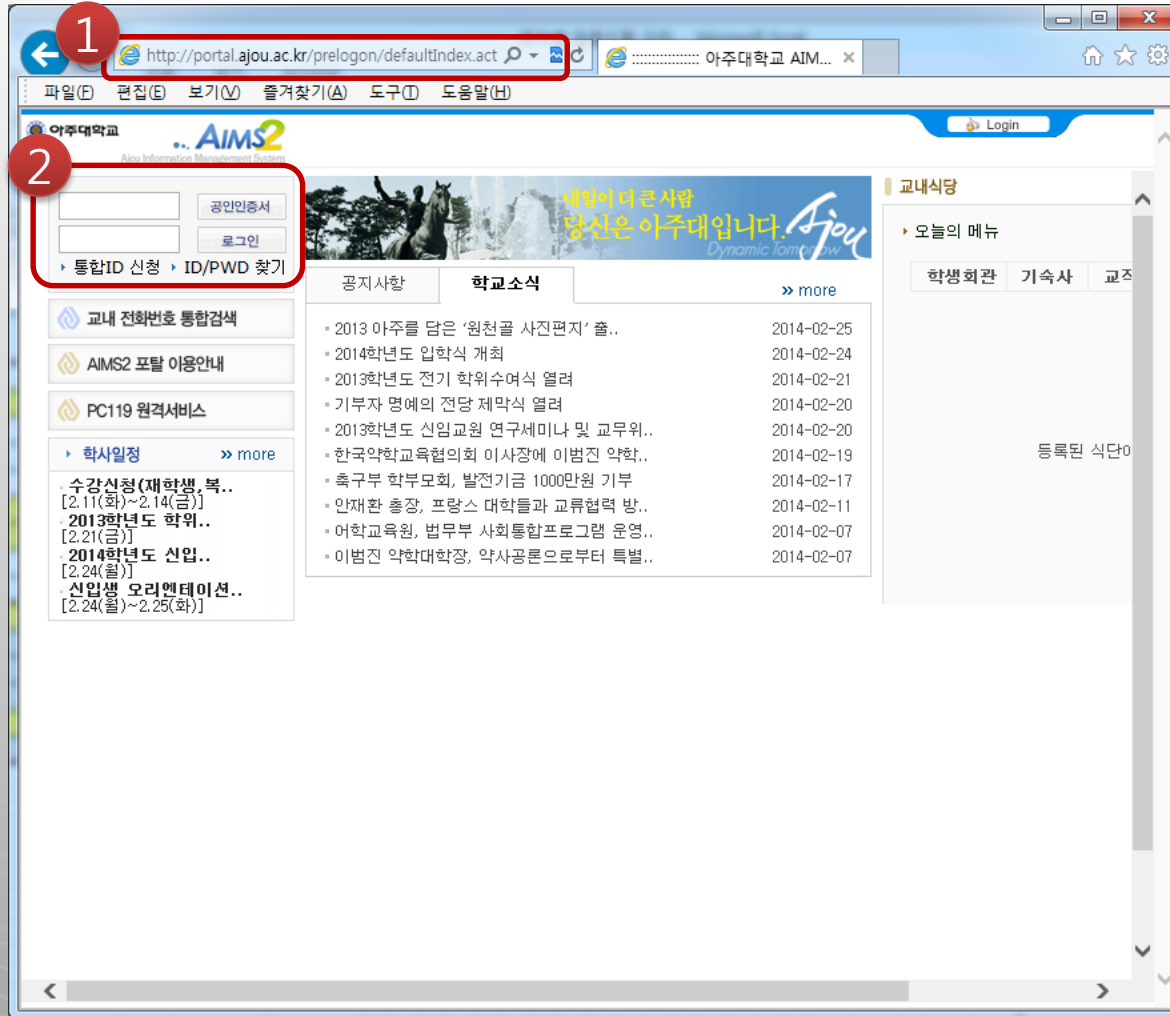 1
http://portal.ajou.ac.kr/prelogon/defaultIndex.act
:::::::::::::::: 아주대학교 AIM...
파일(F) 편집(E) 보기(V) 즐겨찾기(A) 도구(T) 도움말(H)
아주대학교 .. AIMS2
Ajou Information Management System
Login
2
공인인증서
로그인
통합ID 신청 ID/PWD 찾기
내일이 더 큰 사람
당신은 아주대입니다.
Ajou
Dynamic Tomorrow
교내식당
오늘의 메뉴
학생회관 기숙사 교직
등록된 식단이
공지사항 학교소식 » more
2013 아주를 담은 ‘원천골 사진편지’ 출.. 2014-02-25
2014학년도 입학식 개최 2014-02-24
2013학년도 전기 학위수여식 열려 2014-02-21
기부자 명예의 전당 제막식 열려 2014-02-20
2013학년도 신임교원 연구세미나 및 교무위.. 2014-02-20
한국약학교육협의회 이사장에 이범진 약학.. 2014-02-19
축구부 학부모회, 발전기금 1000만원 기부 2014-02-17
안재환 총장, 프랑스 대학들과 교류협력 방.. 2014-02-11
어학교육원, 법무부 사회통합프로그램 운영.. 2014-02-07
이범진 약학대학장, 약사공론으로부터 특별.. 2014-02-07
교내 전화번호 통합검색
AIMS2 포탈 이용안내
PC119 원격서비스
학사일정 » more
수강신청(재학생,복..
[2.11(화)~2.14(금)]
2013학년도 학위..
[2.21(금)]
2014학년도 신입..
[2.24(월)]
신입생 오리엔테이션..
[2.24(월)~2.25(화)]